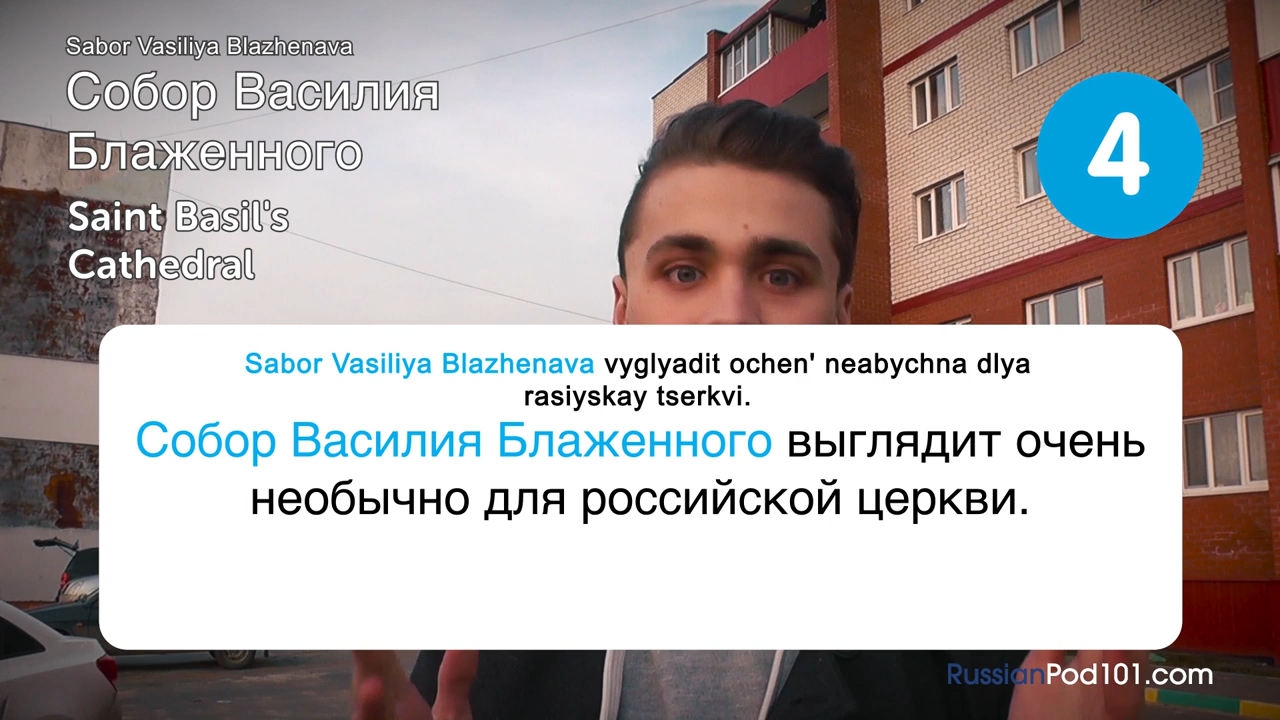 Sabor Vasiliya Blazhenava
Собор Василия
Блаженного
Saint Basil's
Cathedral
4
Sabor Vasiliya Blazhenava vyglyadit ochen' neabychna dlya
rasiyskay tserkvi.
Собор Василия Блаженного выглядит очень
необычно для российской церкви.
RussianPod101.com